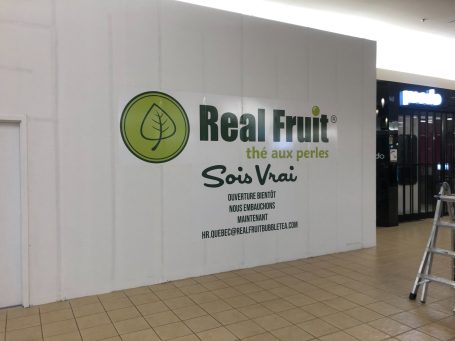 Real Fruit®
thé aux perles
Sois Vrai
OUVERTURE BIENTÔT
NOUS EMBAUCHONS
MAINTENANT
HR.QUEBEC@REALFRUITBUBBLETEA.COM